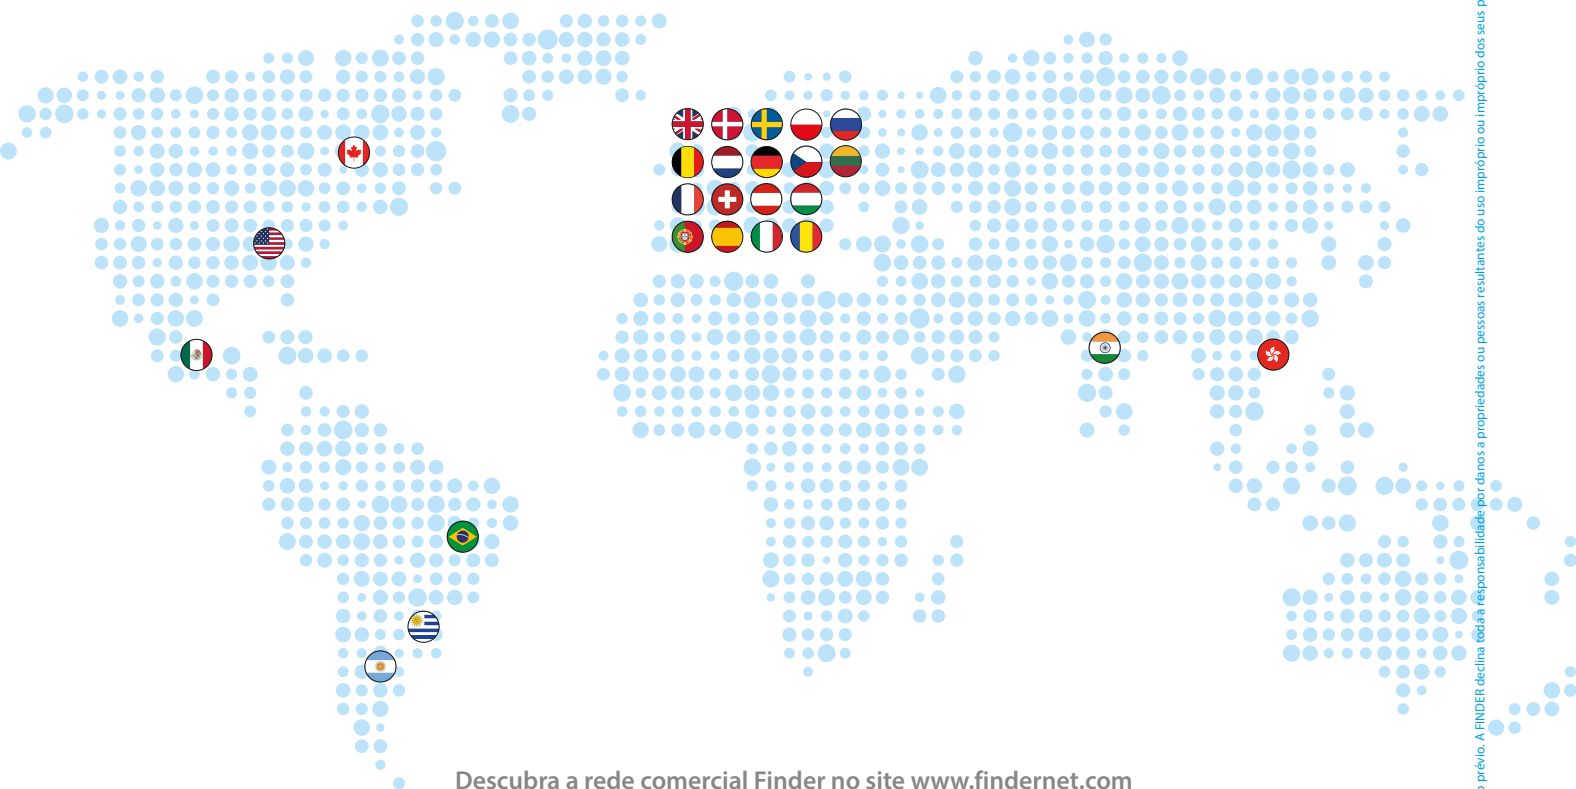 Descubra a rede comercial Finder no site www.findernet.com
prévio. A FINDER declina toda a responsabilidade por danos a propriedades ou pessoas resultantes do uso impróprio ou impróprio dos seus